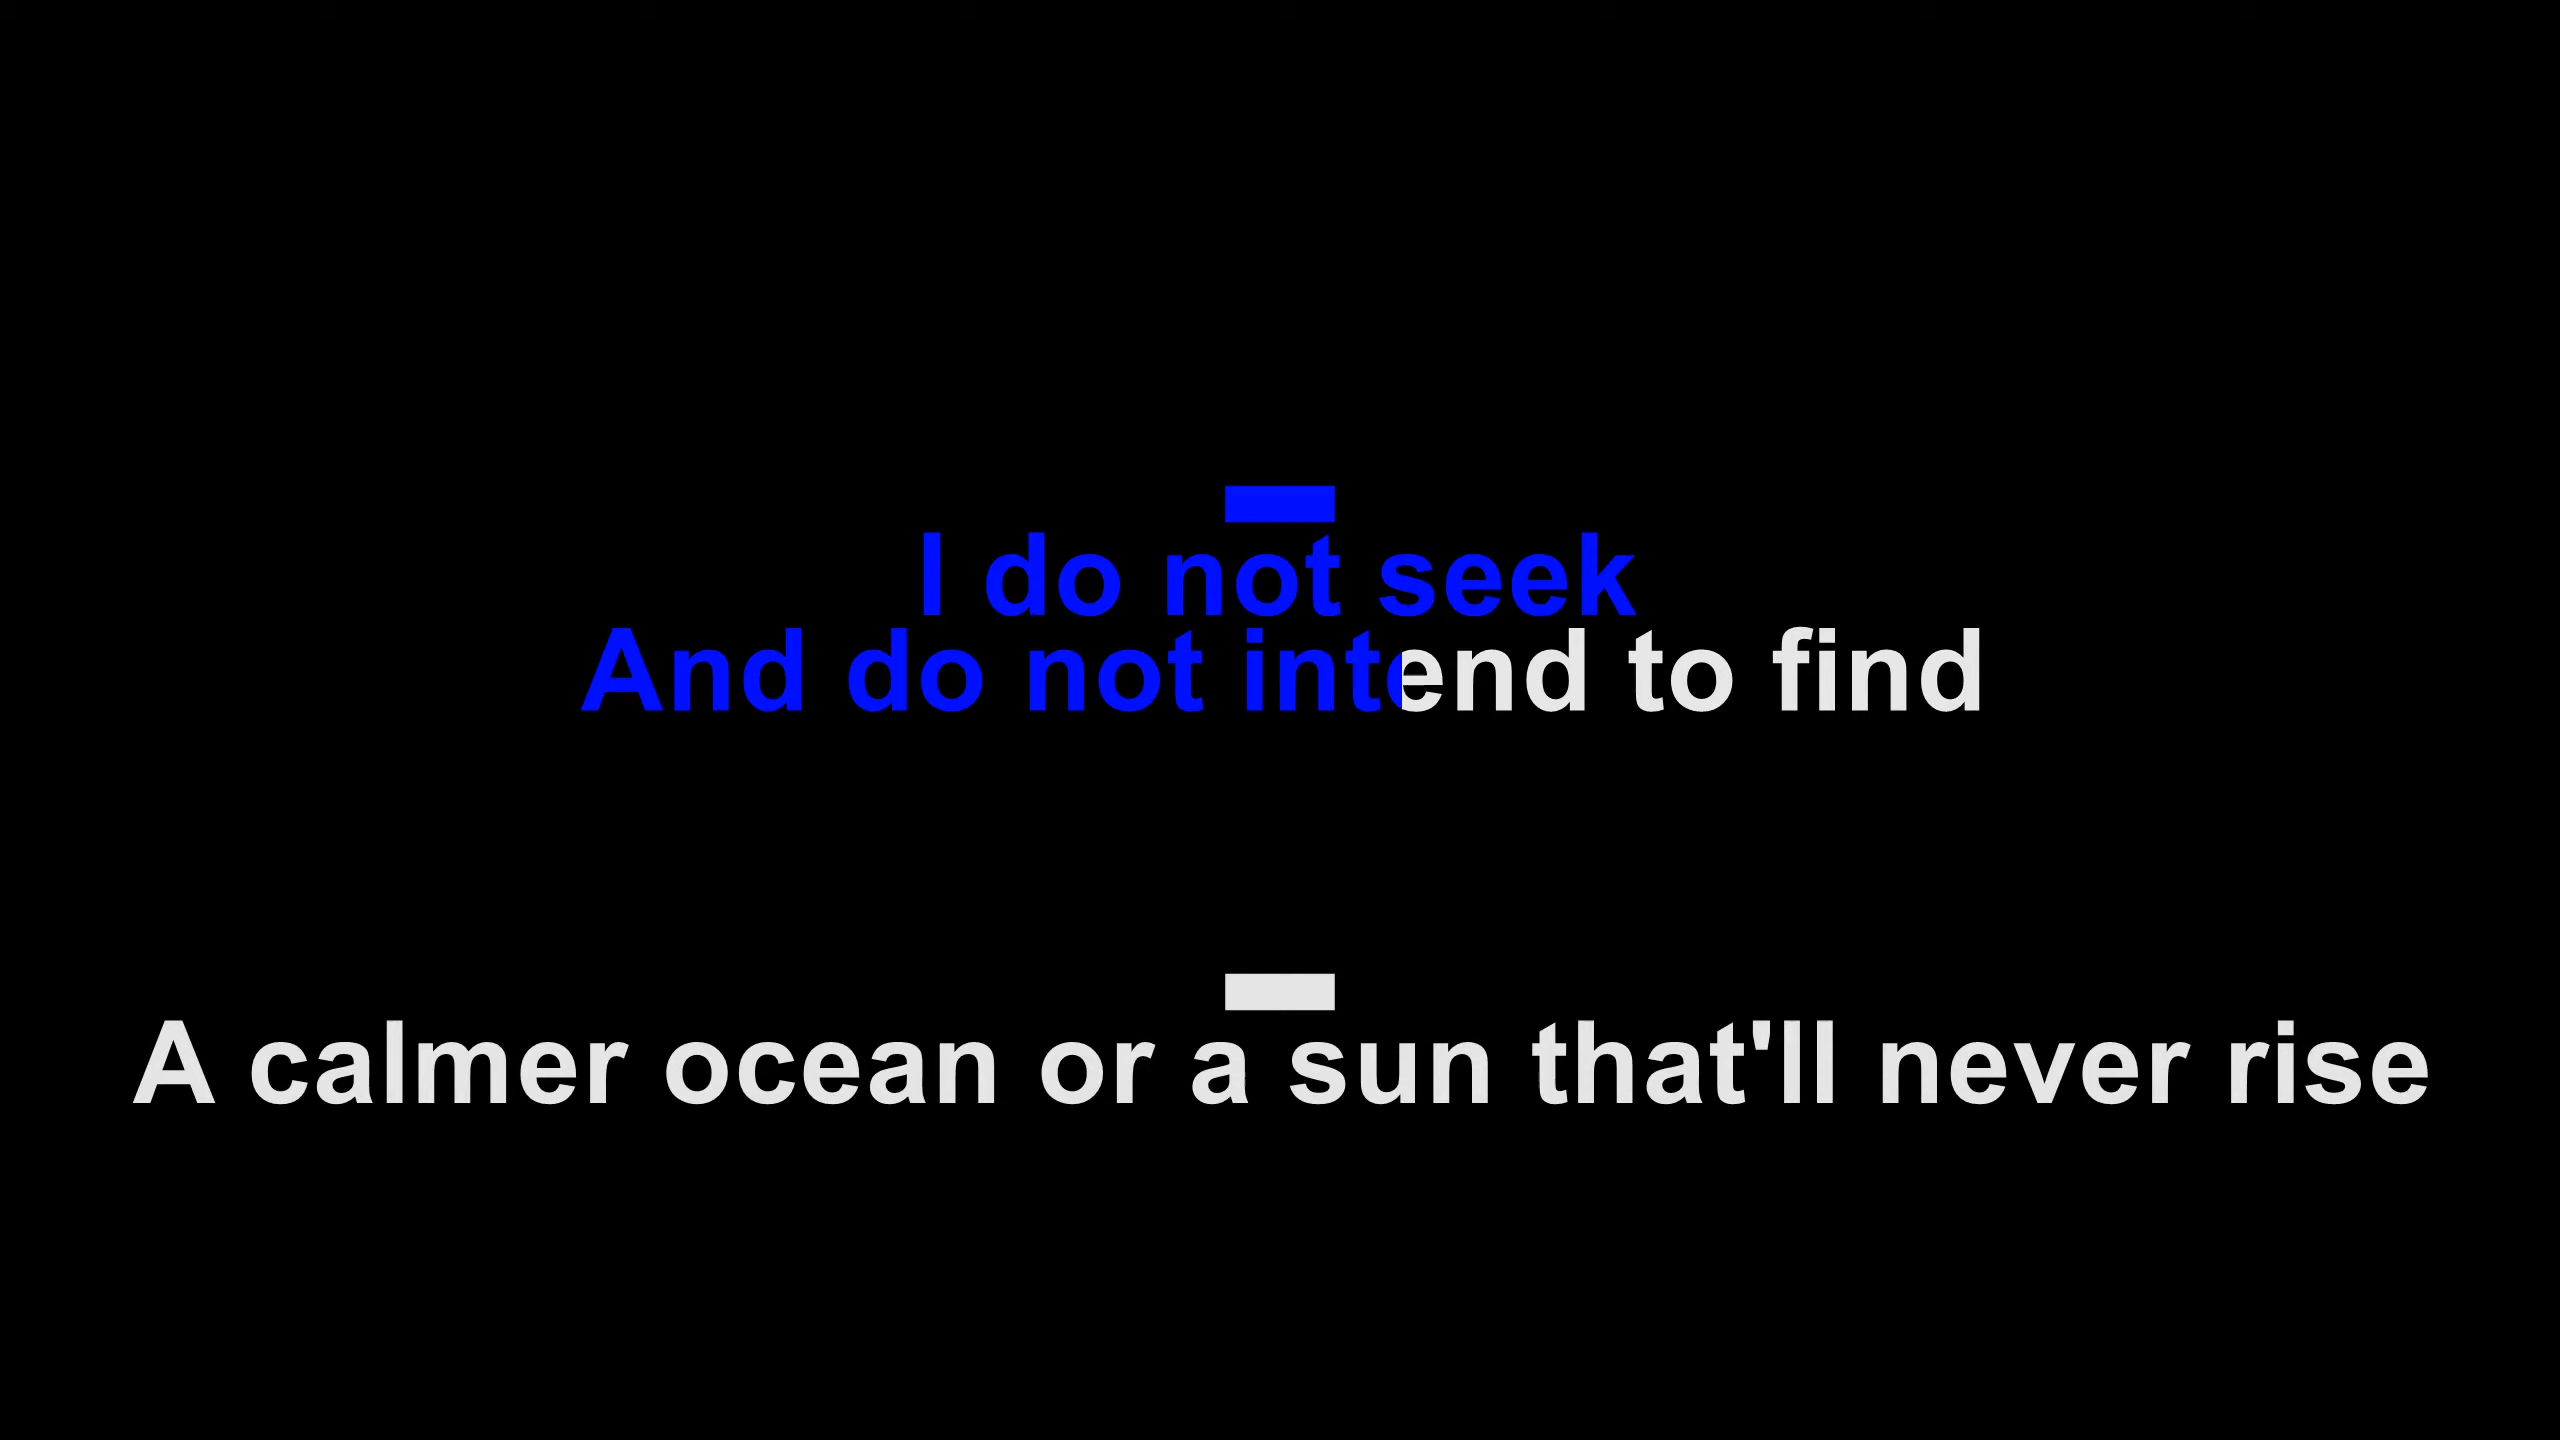 I do not seek
And do not intend to find
A calmer ocean or a sun that'll never rise